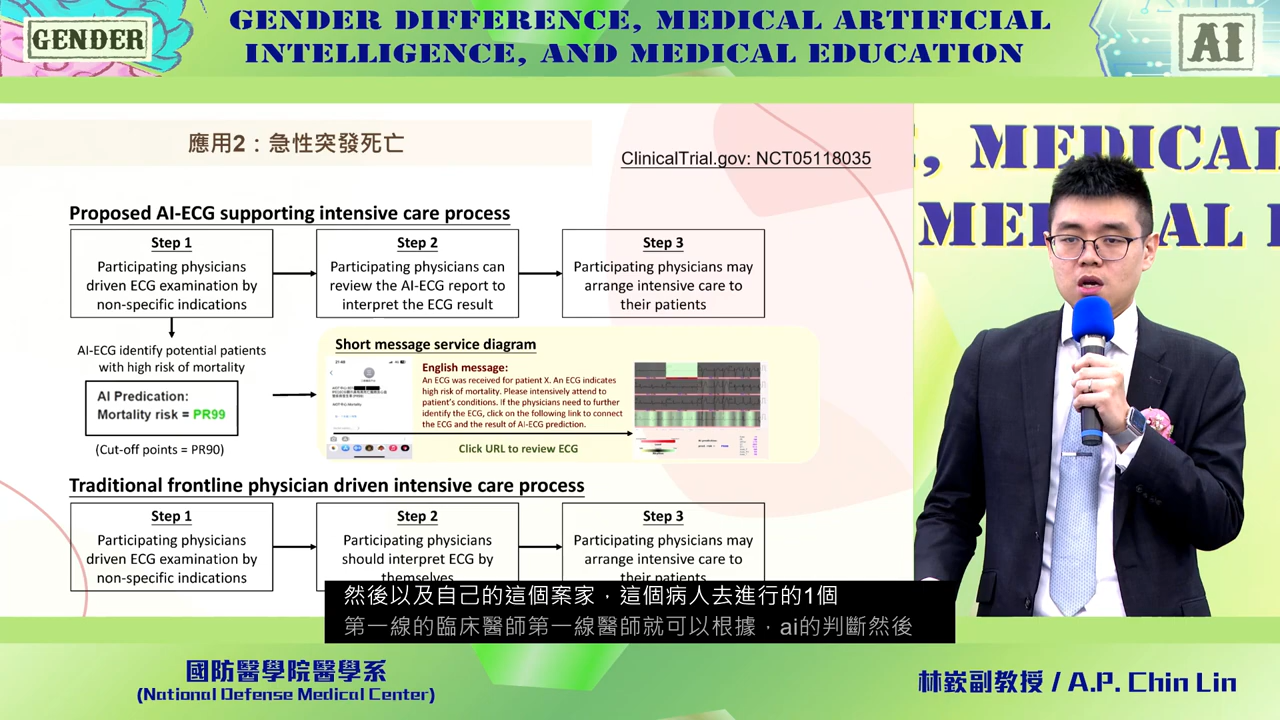 GENDER
GENDER DIFFERENCE, MEDICAL ARTIFICIAL
INTELLIGENCE, AND MEDICAL EDUCATION
AI
應用2：急性突發死亡
ClinicalTrial.gov: NCT05118035
E, MEDICAL
MEDICAL E
Proposed AI-ECG supporting intensive care process
Step 1
Participating physicians
driven ECG examination by
non-specific indications
Step 2
Participating physicians can
review the AI-ECG report to
interpret the ECG result
Step 3
Participating physicians may
arrange intensive care to
their patients
AI-ECG identify potential patients
with high risk of mortality
AI Predication:
Mortality risk = PR99
(Cut-off points = PR90)
Short message service diagram
English message:
An ECG was received for patient X. An ECG indicates
high risk of mortality. Please intensively attend to
patient's conditions. If the physicians need to further
identify the ECG, click on the following link to connect
the ECG and the result of AI-ECG prediction.
Click URL to review ECG
Traditional frontline physician driven intensive care process
Step 1
Participating physicians
driven ECG examination by
non-specific indications
Step 2
Participating physicians
should interpret ECG by
themselves
Step 3
Participating physicians may
arrange intensive care to
their patients
然後以及自己的這個案家，這個病人去進行的1個
第一線的臨床醫師第一線醫師就可以根據，ai的判斷然後
國防醫學院醫學系
(National Defense Medical Center)
林嶔副教授 / A.P. Chin Lin